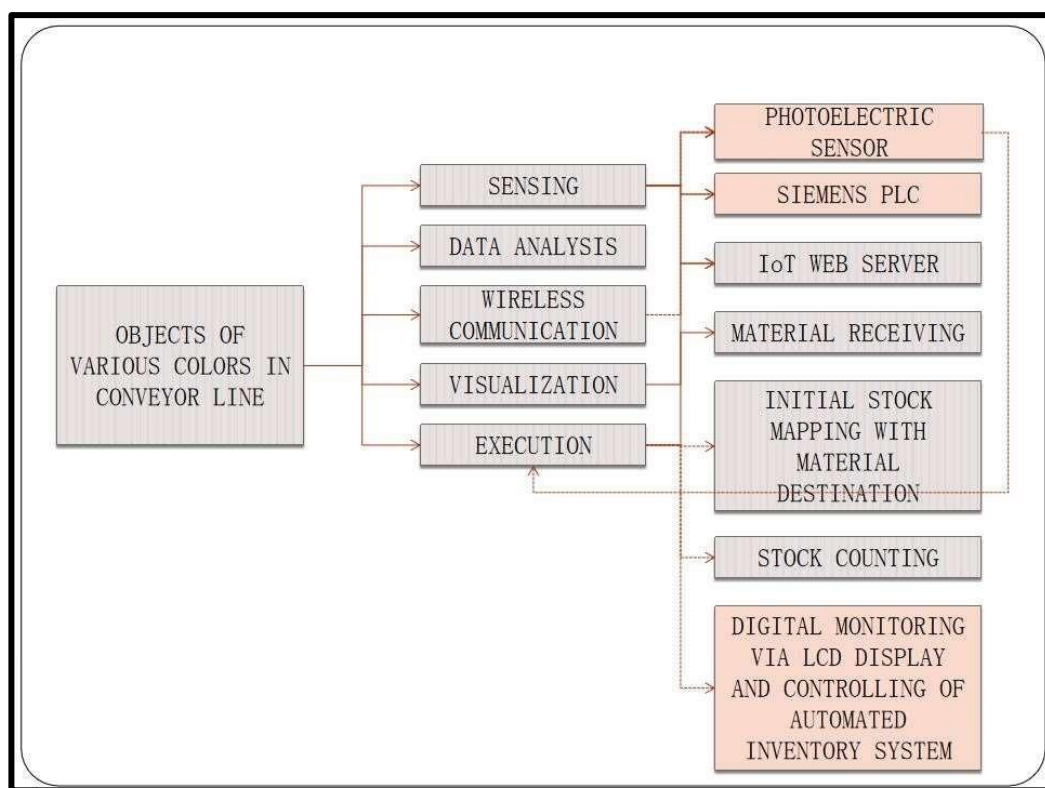 OBJECTS OF
VARIOUS COLORS IN
CONVEYOR LINE
SENSING
DATA ANALYSIS
WIRELESS
COMMUNICATION
VISUALIZATION
EXECUTION
PHOTOELECTRIC
SENSOR
SIEMENS PLC
IoT WEB SERVER
MATERIAL RECEIVING
INITIAL STOCK
MAPPING WITH
MATERIAL
DESTINATION
STOCK COUNTING
DIGITAL MONITORING
VIA LCD DISPLAY
AND CONTROLLING OF
AUTOMATED
INVENTORY SYSTEM